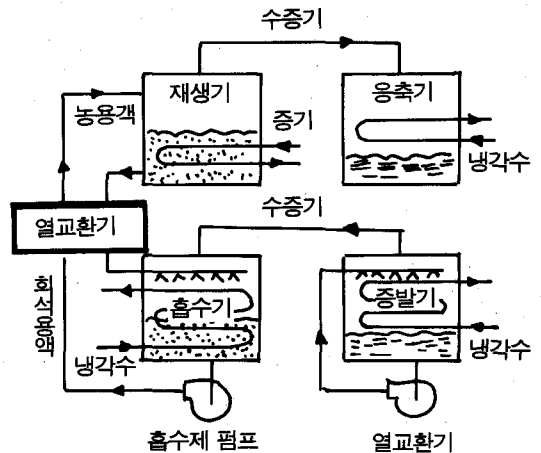 수증기
재생기
응축기
농용객
증기
냉각수
수증기
열교환기
흡수기
증발기
회석용액
냉각수
냉각수
흡수제 펌프
열교환기